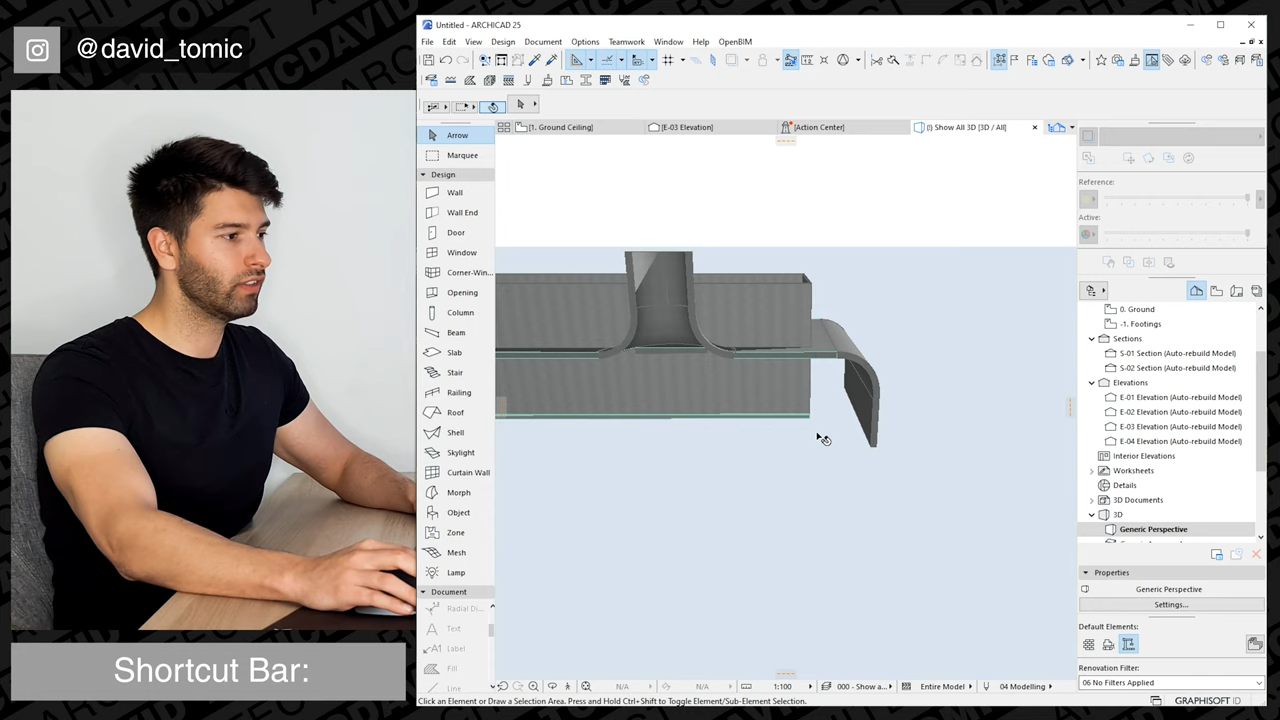 @david_tomic
Shortcut Bar:
Untitled - ARCHICAD 25
File Edit View Design Document Options Teamwork Window Help OpenBIM
[1. Ground Ceiling]
[E-03 Elevation]
[Action Center]
(!) Show All 3D [3D / All]
Arrow
Marquee
Design
Wall
Wall End
Door
Window
Corner-Win...
Opening
Column
Beam
Slab
Stair
Railing
Roof
Shell
Skylight
Curtain Wall
Morph
Object
Zone
Mesh
Lamp
Document
Radial Di...
Text
Label
Fill
Line
Reference:
Active:
0. Ground
-1. Footings
Sections
S-01 Section (Auto-rebuild Model)
S-02 Section (Auto-rebuild Model)
Elevations
E-01 Elevation (Auto-rebuild Model)
E-02 Elevation (Auto-rebuild Model)
E-03 Elevation (Auto-rebuild Model)
E-04 Elevation (Auto-rebuild Model)
Interior Elevations
Worksheets
Details
3D Documents
3D
Generic Perspective
Properties
Generic Perspective
Settings...
Default Elements:
Renovation Filter:
06 No Filters Applied
N/A
N/A
1:100
000 - Show a...
Entire Model
04 Modelling
Click an Element or Draw a Selection Area. Press and Hold Ctrl+Shift to Toggle Element/Sub-Element Selection.
GRAPHISOFT ID